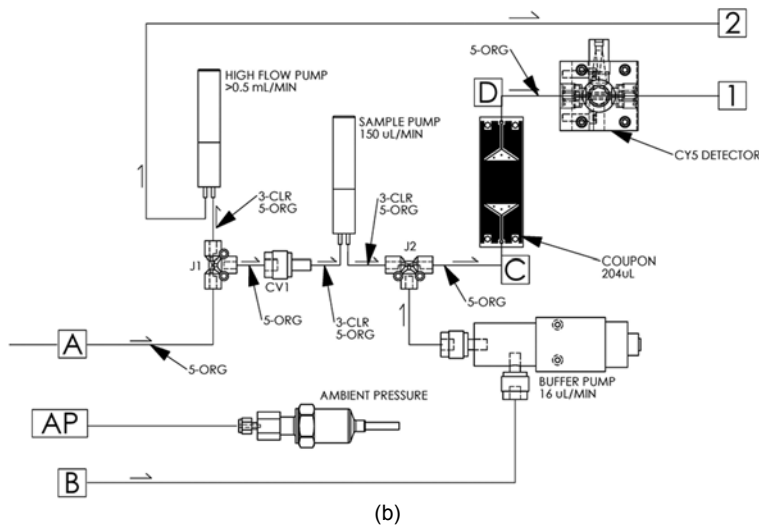 2
5-ORG
HIGH FLOW PUMP
>0.5 mL/MIN
D
1
SAMPLE PUMP
150 uL/MIN
CY5 DETECTOR
3-CLR
5-ORG
3-CLR
5-ORG
J1
J2
COUPON
204uL
CV1
C
5-ORG
5-ORG
3-CLR
5-ORG
A
5-ORG
BUFFER PUMP
16 uL/MIN
AMBIENT PRESSURE
AP
B
(b)